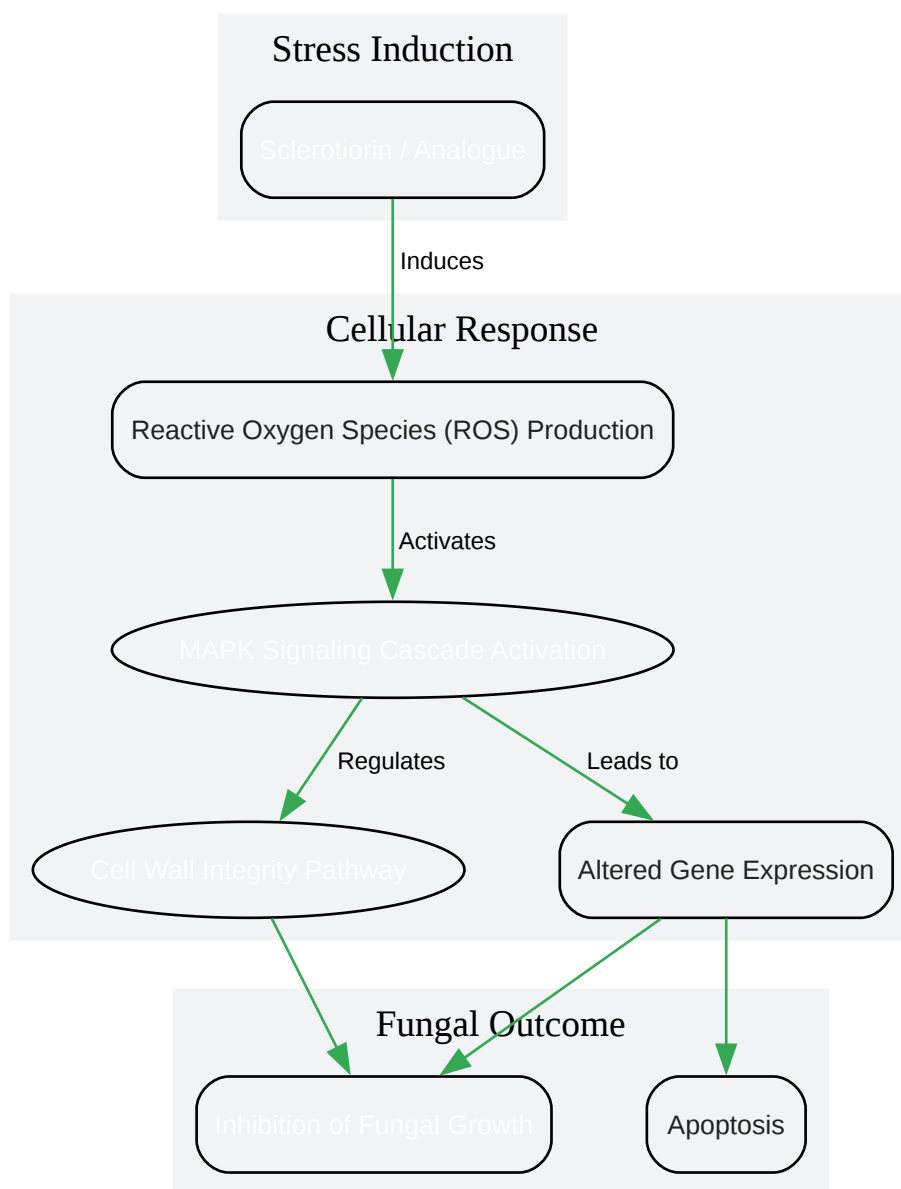 Stress Induction
Sclerotiorin / Analogue
Induces
Cellular Response
Reactive Oxygen Species (ROS) Production
Activates
MAPK Signaling Cascade Activation
Regulates
Leads to
Cell Wall Integrity Pathway
Altered Gene Expression
Fungal Outcome
Inhibition of Fungal Growth
Apoptosis